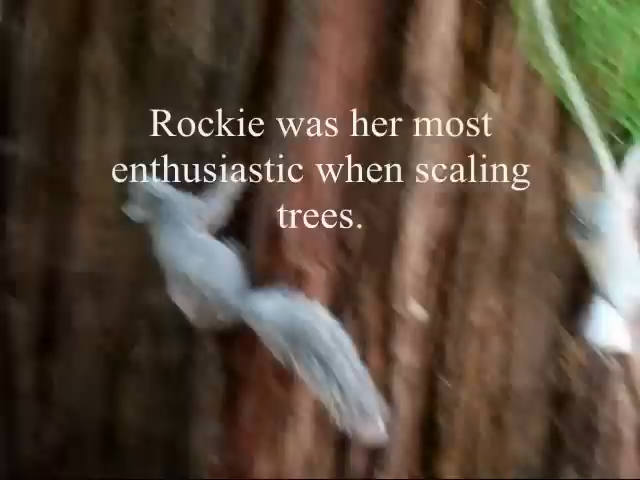 Rockie was her most
enthusiastic when scaling
trees.